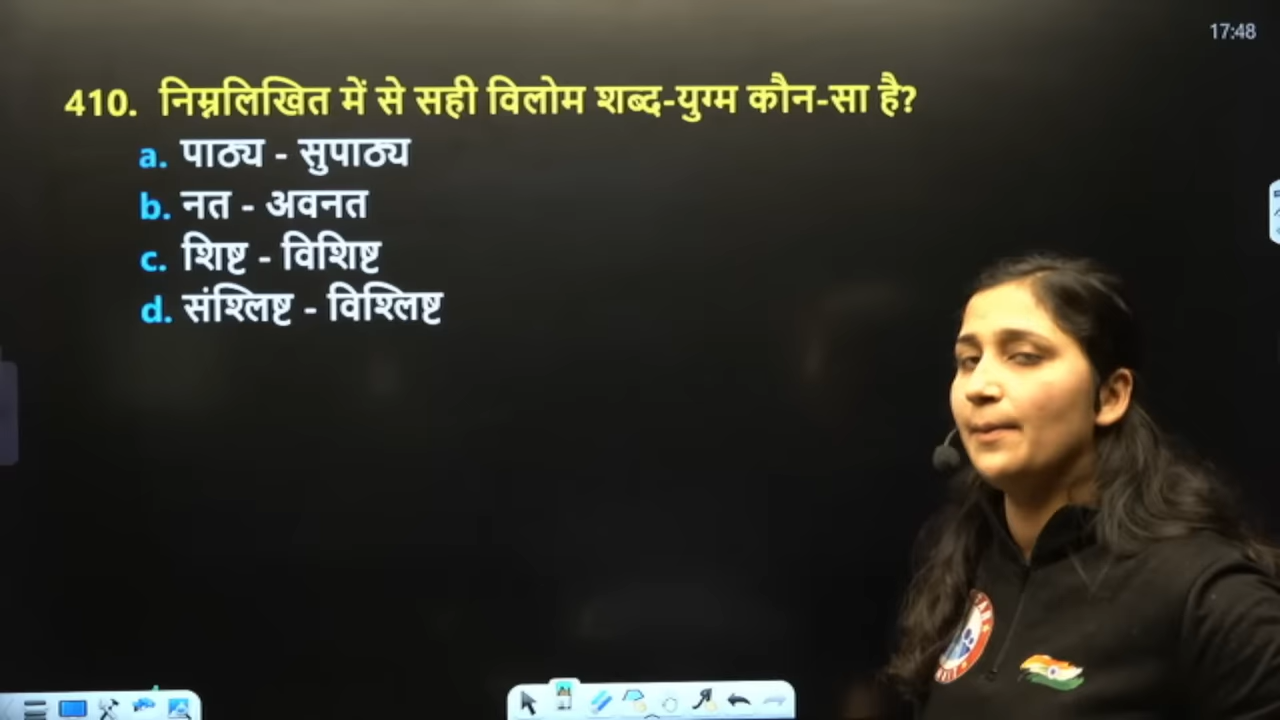 17:48
410. निम्नलिखित में से सही विलोम शब्द-युग्म कौन-सा है?
a. पाठ्य - सुपाठ्य
b. नत - अवनत
c. शिष्ट - विशिष्ट
d. संश्लिष्ट - विश्लिष्ट